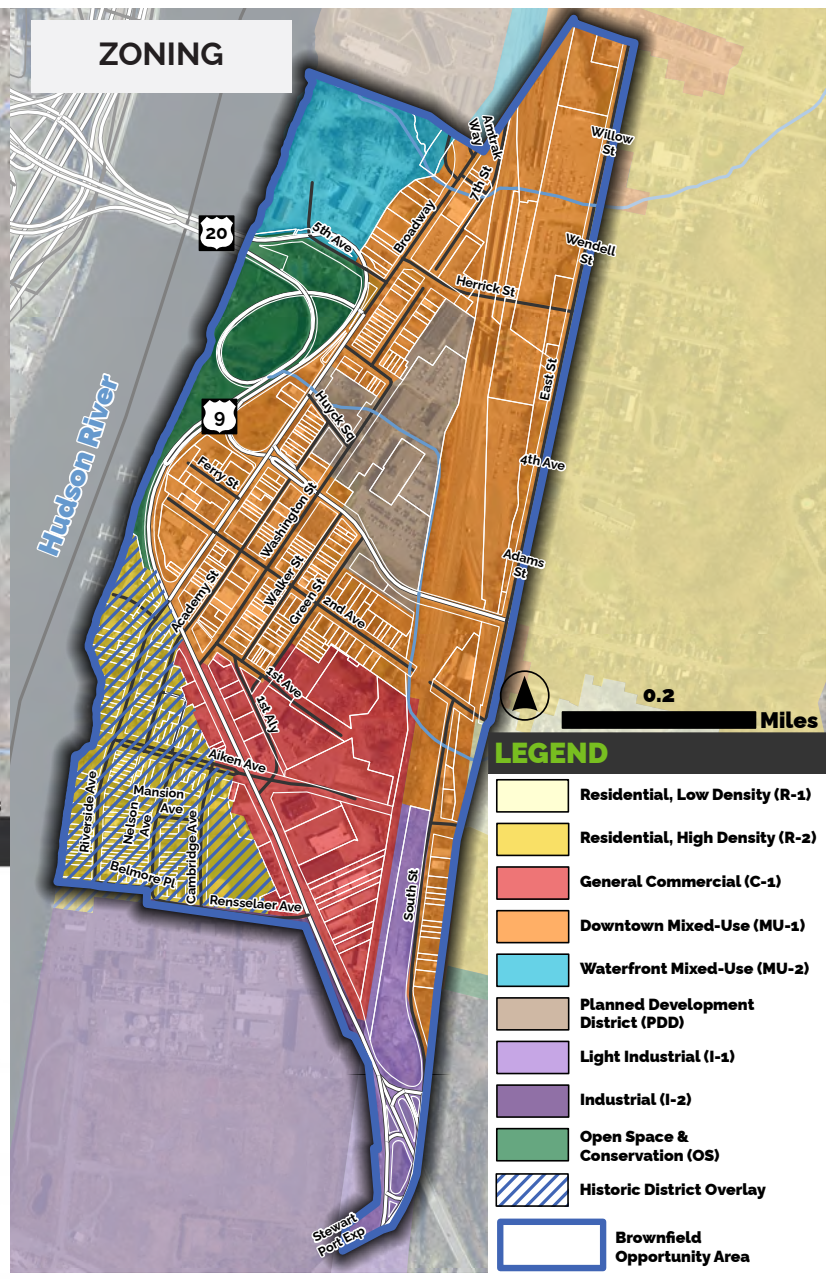 ZONING
Amtrak
Way
Willow
St
7th St
Broadway
20
5th Ave
Wendell
St
Herrick St
East St
9
Huyck Sq
Hudson River
Ferry St
4th Ave
Washington St
Adams
St
Walker St
Academy St
Green St
2nd Ave
1st Ave
1st Aly
0.2
Miles
Aiken Ave
Mansion
Ave
Riverside Ave
Nelson
Ave
Cambridge Ave
Belmore Pl
Rensselaer Ave
South St
Stewart
Port Exp
LEGEND
Residential, Low Density (R-1)
Residential, High Density (R-2)
General Commercial (C-1)
Downtown Mixed-Use (MU-1)
Waterfront Mixed-Use (MU-2)
Planned Development
District (PDD)
Light Industrial (I-1)
Industrial (I-2)
Open Space &
Conservation (OS)
Historic District Overlay
Brownfield
Opportunity Area